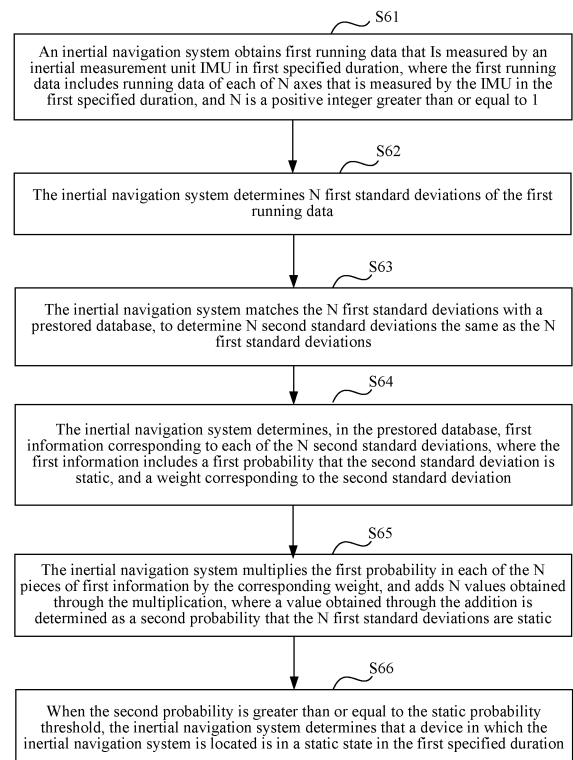 S61
An inertial navigation system obtains first running data that Is measured by an
inertial measurement unit IMU in first specified duration, where the first running
data includes running data of each of N axes that is measured by the IMU in the
first specified duration, and N is a positive integer greater than or equal to 1
S62
The inertial navigation system determines N first standard deviations of the first
running data
S63
The inertial navigation system matches the N first standard deviations with a
prestored database, to determine N second standard deviations the same as the N
first standard deviations
S64
The inertial navigation system determines, in the prestored database, first
information corresponding to each of the N second standard deviations, where the
first information includes a first probability that the second standard deviation is
static, and a weight corresponding to the second standard deviation
S65
The inertial navigation system multiplies the first probability in each of the N
pieces of first information by the corresponding weight, and adds N values obtained
through the multiplication, where a value obtained through the addition is
determined as a second probability that the N first standard deviations are static
S66
When the second probability is greater than or equal to the static probability
threshold, the inertial navigation system determines that a device in which the
inertial navigation system is located is in a static state in the first specified duration